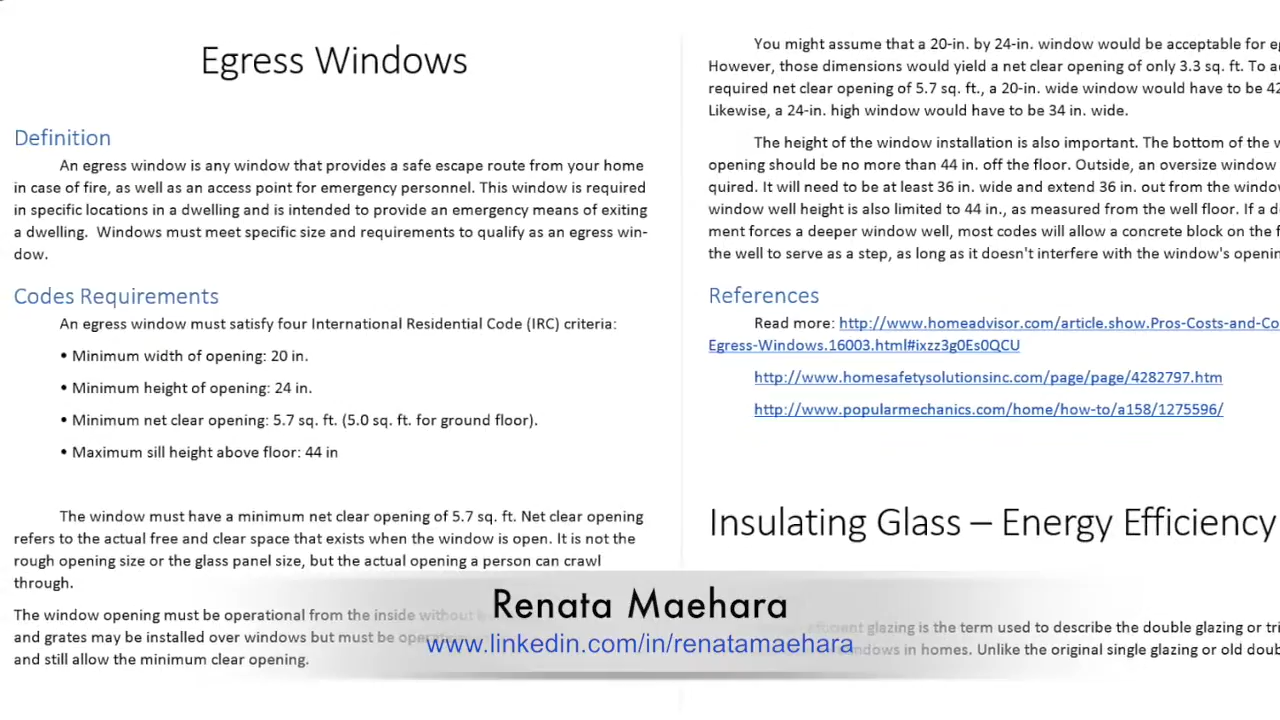 Egress Windows
Definition
An egress window is any window that provides a safe escape route from your home
in case of fire, as well as an access point for emergency personnel. This window is required
in specific locations in a dwelling and is intended to provide an emergency means of exiting
a dwelling.  Windows must meet specific size and requirements to qualify as an egress win-
dow.
Codes Requirements
An egress window must satisfy four International Residential Code (IRC) criteria:
• Minimum width of opening: 20 in.
• Minimum height of opening: 24 in.
• Minimum net clear opening: 5.7 sq. ft. (5.0 sq. ft. for ground floor).
• Maximum sill height above floor: 44 in
The window must have a minimum net clear opening of 5.7 sq. ft. Net clear opening
refers to the actual free and clear space that exists when the window is open. It is not the
rough opening size or the glass panel size, but the actual opening a person can crawl
through.
The window opening must be operational from the inside without
and grates may be installed over windows but must be
and still allow the minimum clear opening.
You might assume that a 20-in. by 24-in. window would be acceptable for
However, those dimensions would yield a net clear opening of only 3.3 sq. ft. To
required net clear opening of 5.7 sq. ft., a 20-in. wide window would have to be
Likewise, a 24-in. high window would have to be 34 in. wide.
The height of the window installation is also important. The bottom of the
opening should be no more than 44 in. off the floor. Outside, an oversize window
quired. It will need to be at least 36 in. wide and extend 36 in. out from the
window well height is also limited to 44 in., as measured from the well floor. If a
ment forces a deeper window well, most codes will allow a concrete block on the
the well to serve as a step, as long as it doesn't interfere with the window's
References
Read more: http://www.homeadvisor.com/article.show.Pros-Costs-and-Co
Egress-Windows.16003.html#ixzz3g0Es0QCU
http://www.homesafetysolutionsinc.com/page/page/4282797.htm
http://www.popularmechanics.com/home/how-to/a158/1275596/
Insulating Glass – Energy Efficiency
glazing is the term used to describe the double glazing or
in homes. Unlike the original single glazing or old
Renata Maehara
www.linkedin.com/in/renatamaehara